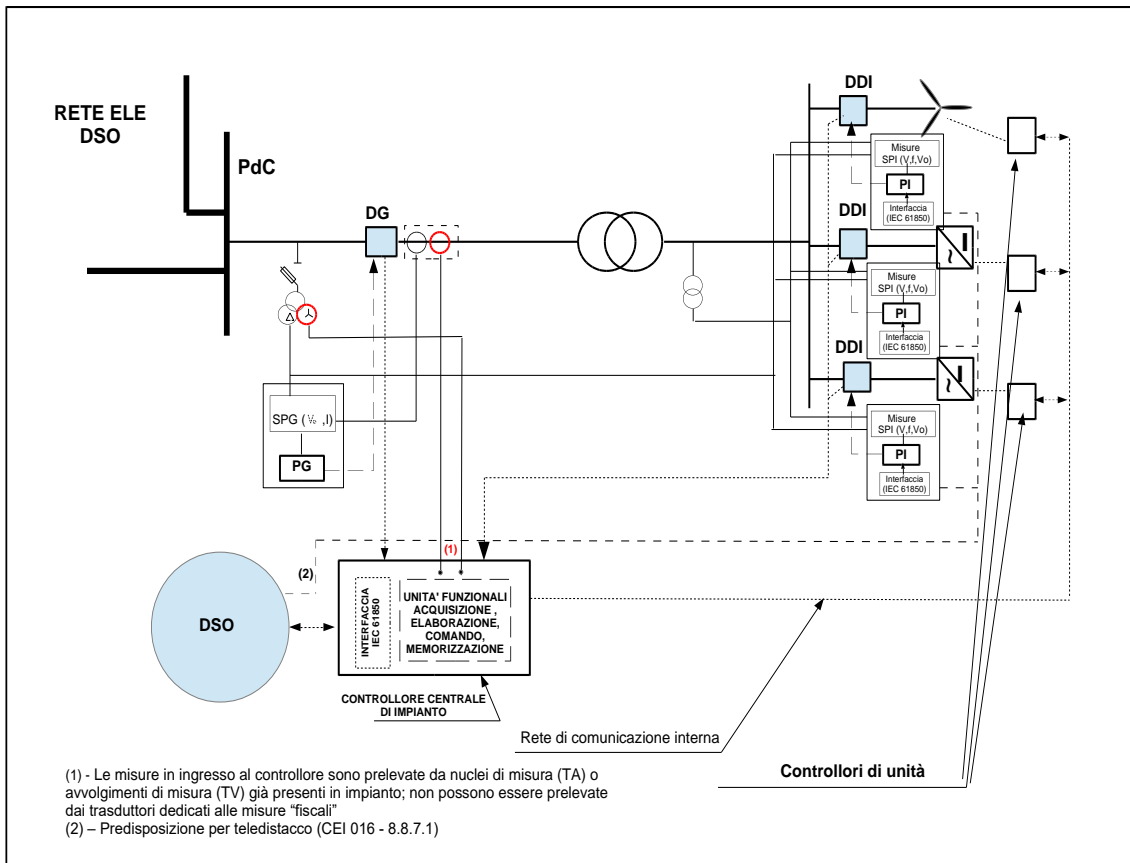 RETE ELE
DSO
PdC
DG
DDI
Misure
SPI (V,f,Vo)
PI
Interfaccia
(IEC 61850)
DDI
I
~
Misure
SPI (V,f,Vo)
PI
Interfaccia
(IEC 61850)
DDI
I
~
Misure
SPI (V,f,Vo)
PI
Interfaccia
(IEC 61850)
Δ
SPG ( , I)
PG
(1)
(2)
DSO
INTERFACCIA
IEC 61850
UNITA' FUNZIONALI
ACQUISIZIONE ,
ELABORAZIONE,
COMANDO,
MEMORIZZAZIONE
CONTROLLORE CENTRALE
DI IMPIANTO
Rete di comunicazione interna
Controllori di unità
(1) - Le misure in ingresso al controllore sono prelevate da nuclei di misura (TA) o
avvolgimenti di misura (TV) già presenti in impianto; non possono essere prelevate
dai trasduttori dedicati alle misure “fiscali”
(2) – Predisposizione per teledistacco (CEI 016 - 8.8.7.1)